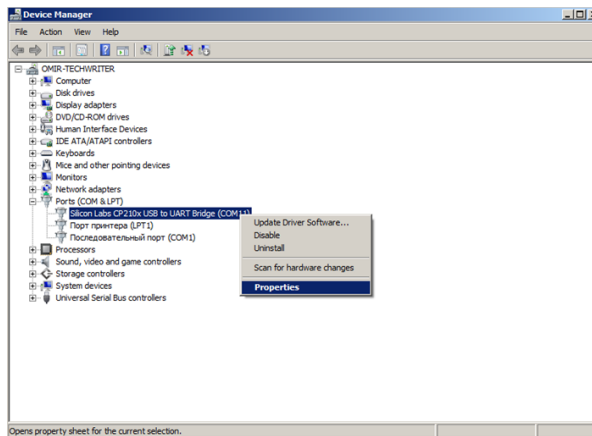 Device Manager
File Action View Help
OMIR-TECHWRITER
Computer
Disk drives
Display adapters
DVD/CD-ROM drives
Human Interface Devices
IDE ATA/ATAPI controllers
Keyboards
Mice and other pointing devices
Monitors
Network adapters
Ports (COM & LPT)
Silicon Labs CP210x USB to UART Bridge (COM11)
Порт принтера (LPT1)
Последовательный порт (COM1)
Processors
Sound, video and game controllers
Storage controllers
System devices
Universal Serial Bus controllers
Update Driver Software...
Disable
Uninstall
Scan for hardware changes
Properties
Opens property sheet for the current selection.